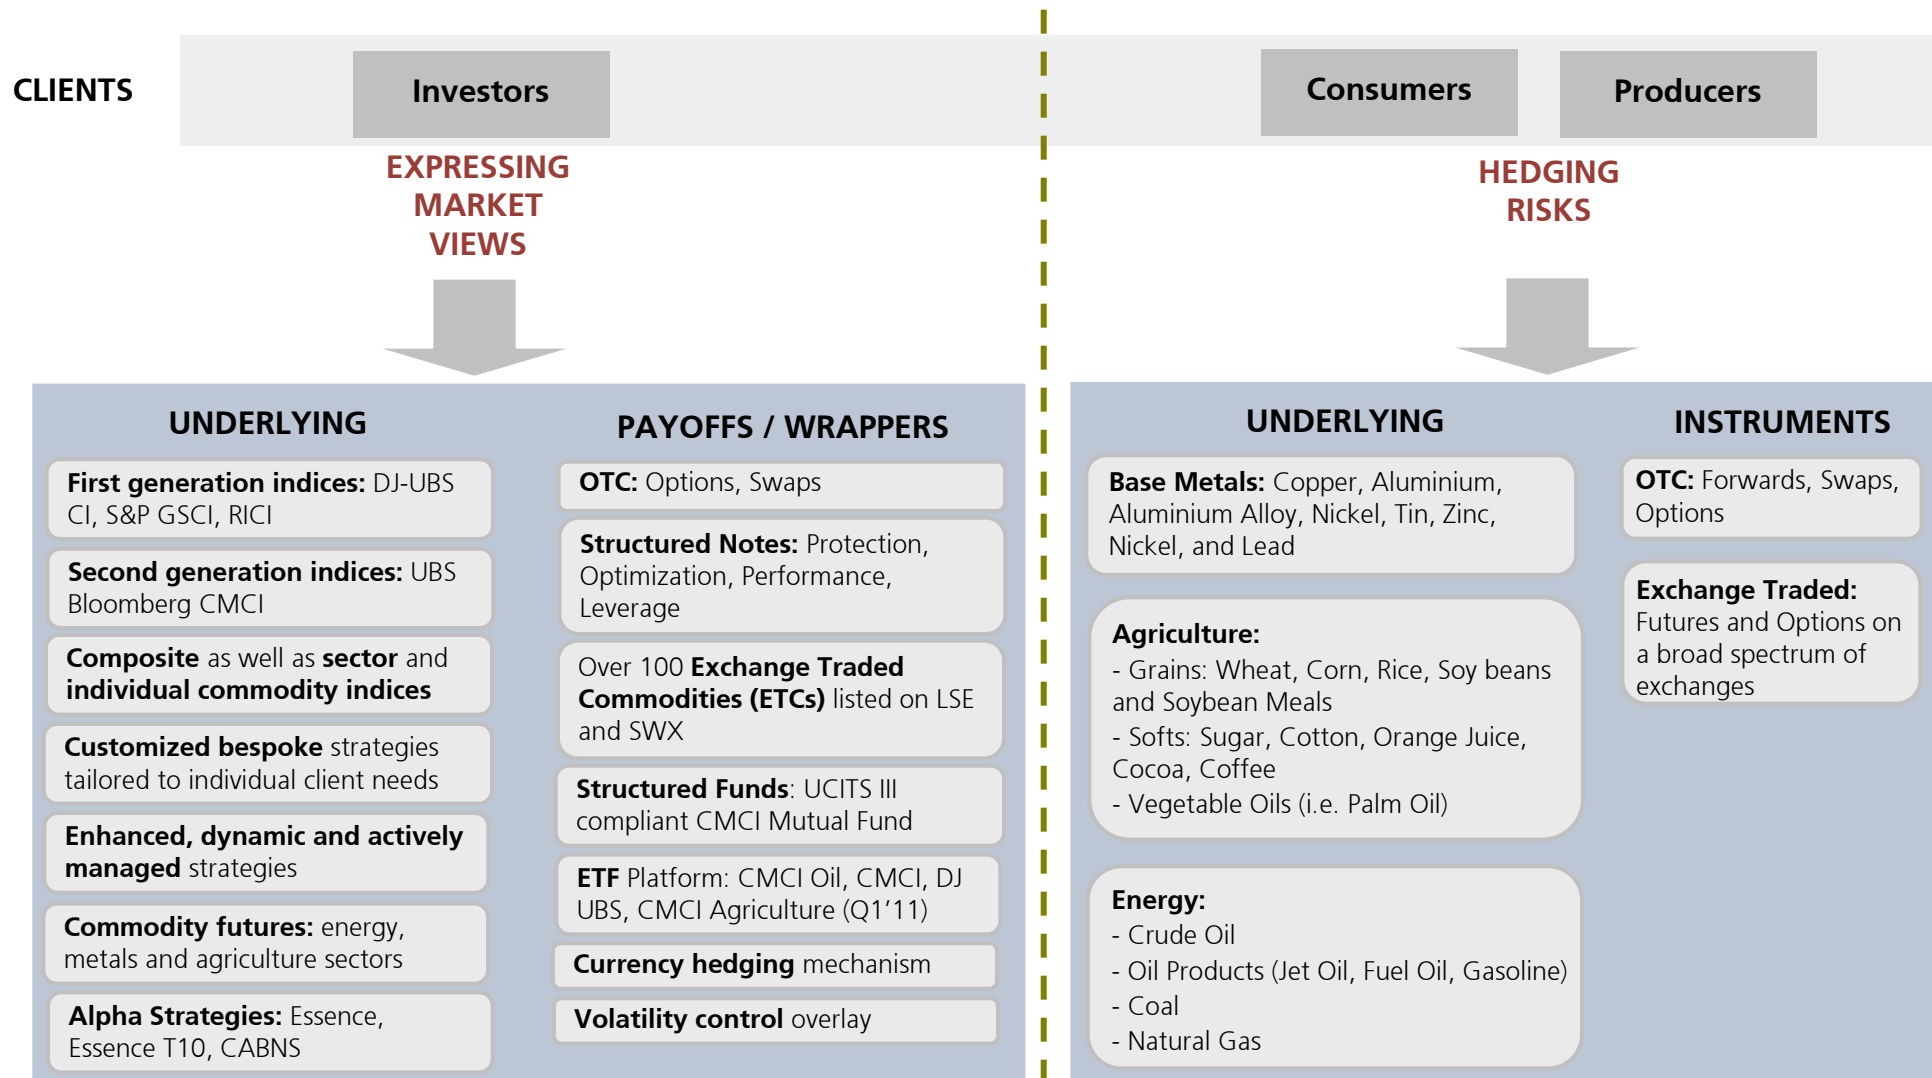 CLIENTS
Investors
Consumers
Producers
EXPRESSING
MARKET
VIEWS
HEDGING
RISKS
UNDERLYING
First generation indices: DJ-UBS
CI, S&P GSCI, RICI
Second generation indices: UBS
Bloomberg CMCI
Composite as well as sector and
individual commodity indices
Customized bespoke strategies
tailored to individual client needs
Enhanced, dynamic and actively
managed strategies
Commodity futures: energy,
metals and agriculture sectors
Alpha Strategies: Essence,
Essence T10, CABNS
PAYOFFS / WRAPPERS
OTC: Options, Swaps
Structured Notes: Protection,
Optimization, Performance,
Leverage
Over 100 Exchange Traded
Commodities (ETCs) listed on LSE
and SWX
Structured Funds: UCITS III
compliant CMCI Mutual Fund
ETF Platform: CMCI Oil, CMCI, DJ
UBS, CMCI Agriculture (Q1’11)
Currency hedging mechanism
Volatility control overlay
UNDERLYING
Base Metals: Copper, Aluminium,
Aluminium Alloy, Nickel, Tin, Zinc,
Nickel, and Lead
Agriculture:
- Grains: Wheat, Corn, Rice, Soy beans
and Soybean Meals
- Softs: Sugar, Cotton, Orange Juice,
Cocoa, Coffee
- Vegetable Oils (i.e. Palm Oil)
Energy:
- Crude Oil
- Oil Products (Jet Oil, Fuel Oil, Gasoline)
- Coal
- Natural Gas
INSTRUMENTS
OTC: Forwards, Swaps,
Options
Exchange Traded:
Futures and Options on
a broad spectrum of
exchanges